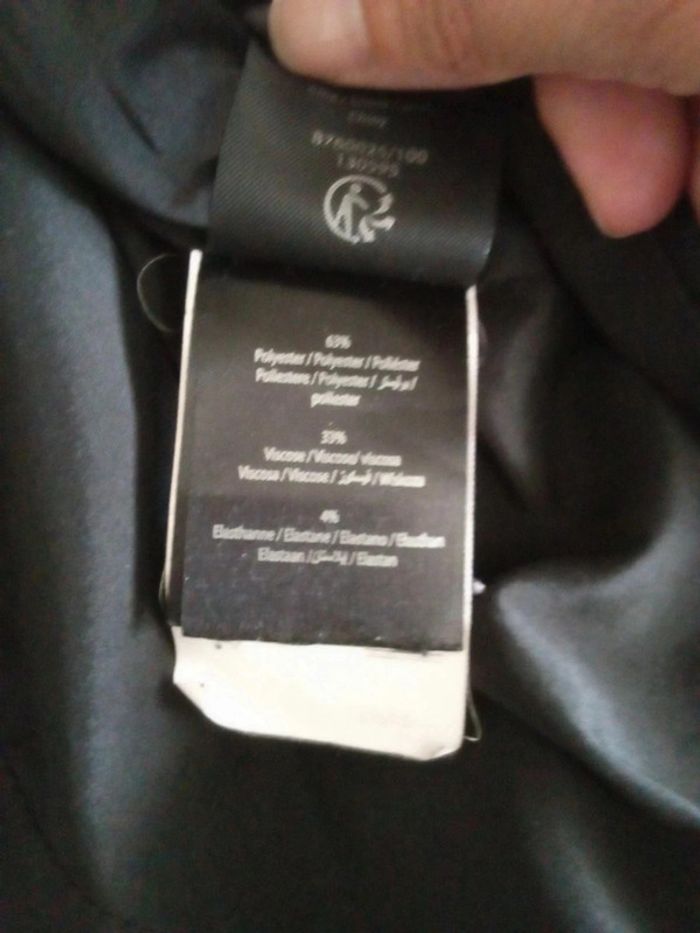 63%
Polyester / Polyester / Poliéster
Poliestere / Polyester / بوليستر /
poliester
33%
Viscose / Viscose/ viscosa
Viscosa / Viscose / فيسكوز / Wiskoza
4%
Elasthanne / Elastane / Elastano / Elasthan
Elastaan / إيلاستان / Elastan